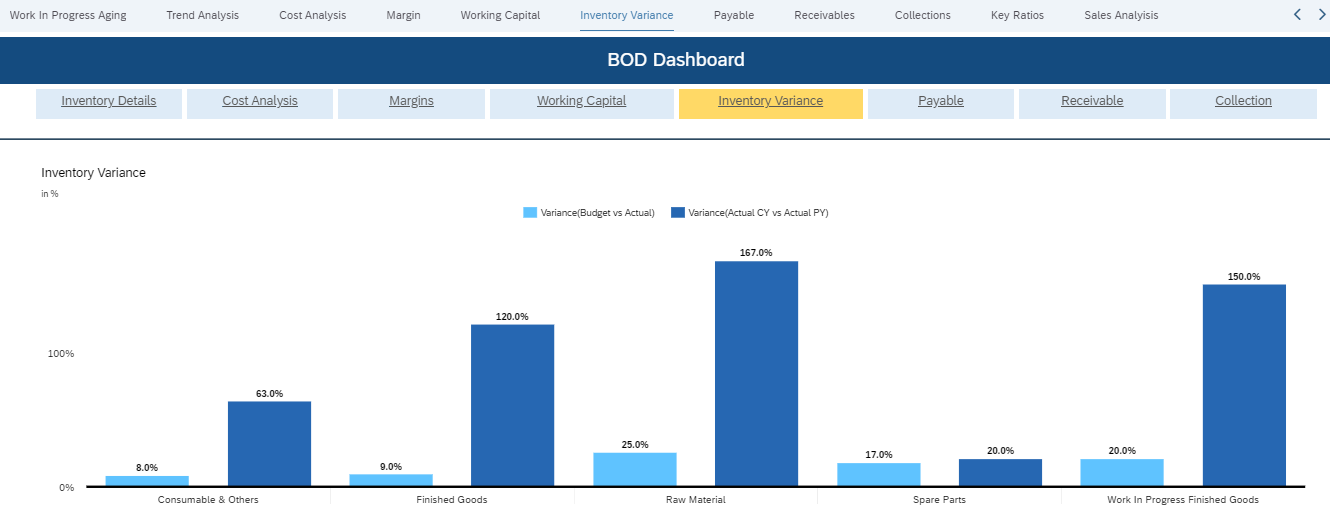 Work In Progress Aging Trend Analysis Cost Analysis Margin Working Capital Inventory Variance Payable Receivables Collections Key Ratios Sales Analyisis
BOD Dashboard
Inventory Details Cost Analysis Margins Working Capital Inventory Variance Payable Receivable Collection
Inventory Variance
in %
Variance(Budget vs Actual) Variance(Actual CY vs Actual PY)
167.0%
150.0%
120.0%
100%
63.0%
25.0%
17.0% 20.0% 20.0%
8.0% 9.0%
0%
Consumable & Others Finished Goods Raw Material Spare Parts Work In Progress Finished Goods